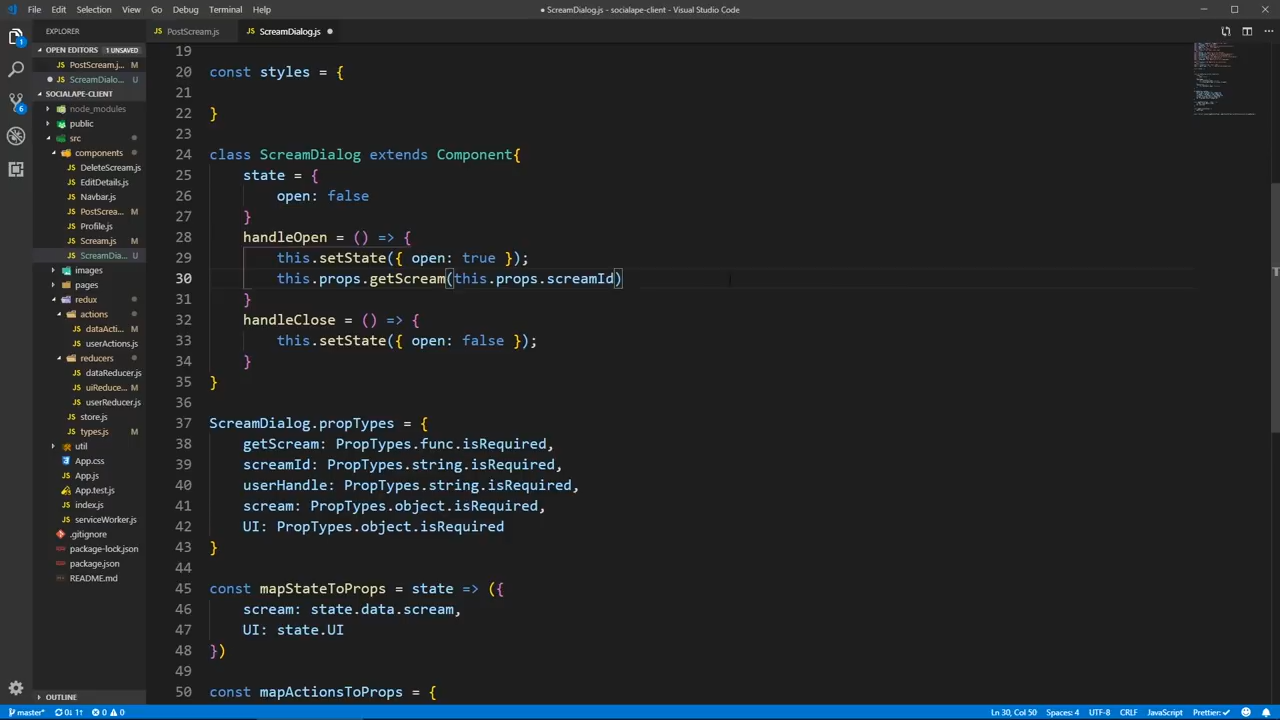 File Edit Selection View Go Debug Terminal Help
● ScreamDialog.js - socialape-client - Visual Studio Code
EXPLORER
OPEN EDITORS 1 UNSAVED
PostScream.j... M
ScreamDialo... U
SOCIALAPE-CLIENT
node_modules
public
src
components
DeleteScream.js
EditDetails.js
Navbar.js
PostScrea... M
Profile.js
Scream.js
ScreamDia... U
images
pages
redux
actions
dataActi... M
userActions.js
reducers
dataReducer.js
uiReduce... M
userReducer.js
store.js
types.js M
util
App.css
App.js
App.test.js
index.js
serviceWorker.js
.gitignore
package-lock.json
package.json
README.md
OUTLINE
PostScream.js ScreamDialog.js
19
20 const styles = {
21
22 }
23
24 class ScreamDialog extends Component{
25 state = {
26 open: false
27 }
28 handleOpen = () => {
29 this.setState({ open: true });
30 this.props.getScream(this.props.screamId)
31 }
32 handleClose = () => {
33 this.setState({ open: false });
34 }
35 }
36
37 ScreamDialog.propTypes = {
38 getScream: PropTypes.func.isRequired,
39 screamId: PropTypes.string.isRequired,
40 userHandle: PropTypes.string.isRequired,
41 scream: PropTypes.object.isRequired,
42 UI: PropTypes.object.isRequired
43 }
44
45 const mapStateToProps = state => ({
46 scream: state.data.scream,
47 UI: state.UI
48 })
49
50 const mapActionsToProps = {
master* 0↓ 1↑ 0 0 Ln 30, Col 50 Spaces: 4 UTF-8 CRLF JavaScript Prettier: ✓